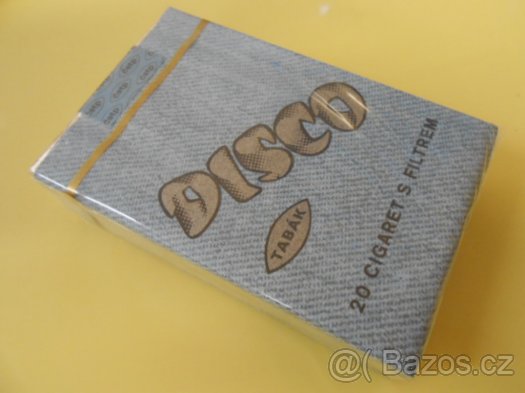 DISCO
TABÁK
20 CIGARET S FILTREM
Bazos.cz